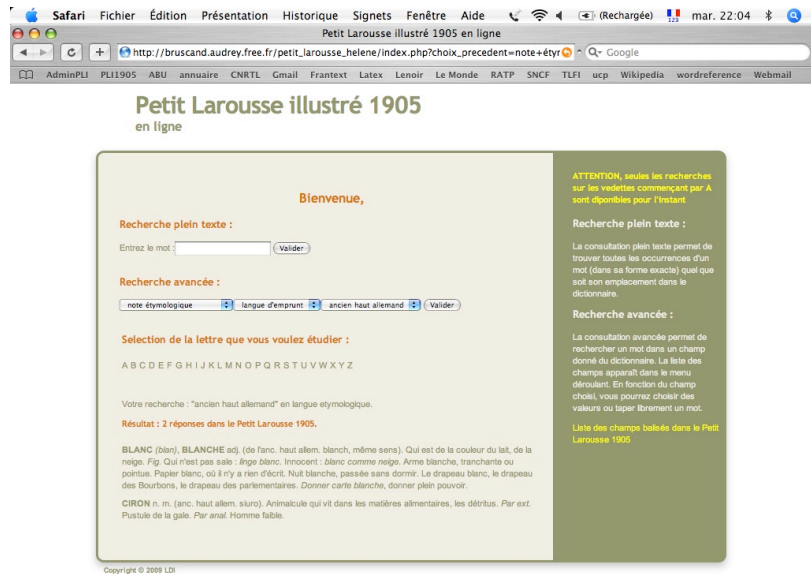 Safari Fichier Édition Présentation Historique Signets Fenêtre Aide (Rechargée) 123 mar. 22:04
Petit Larousse illustré 1905 en ligne
http://bruscand.audrey.free.fr/petit_larousse_helene/index.php?choix_precedent=note+étyr Google
AdminPLI PLI1905 ABU annuaire CNRTL Gmail Frantext Latex Lenoir Le Monde RATP SNCF TLFI ucp Wikipedia wordreference Webmail
Petit Larousse illustré 1905
en ligne
Bienvenue,
Recherche plein texte :
Entrez le mot : Valider
Recherche avancée :
note étymologique langue d'emprunt ancien haut allemand Valider
Selection de la lettre que vous voulez étudier :
A B C D E F G H I J K L M N O P Q R S T U V W X Y Z
Votre recherche : "ancien haut allemand" en langue etymologique.
Résultat : 2 réponses dans le Petit Larousse 1905.
BLANC (blan), BLANCHE adj. (de l'anc. haut allem. blanch, même sens). Qui est de la couleur du lait, de la
neige. Fig. Qui n'est pas sale : linge blanc. Innocent : blanc comme neige. Arme blanche, tranchante ou
pointue. Papier blanc, où il n'y a rien d'écrit. Nuit blanche, passée sans dormir. Le drapeau blanc, le drapeau
des Bourbons, le drapeau des parlementaires. Donner carte blanche, donner plein pouvoir.
CIRON n. m. (anc. haut allem. siuro). Animalcule qui vit dans les matières alimentaires, les détritus. Par ext.
Pustule de la gale. Par anal. Homme faible.
ATTENTION, seules les recherches
sur les vedettes commençant par A
sont diponibles pour l'instant
Recherche plein texte :
La consultation plein texte permet de
trouver toutes les occurrences d'un
mot (dans sa forme exacte) quel que
soit son emplacement dans le
dictionnaire.
Recherche avancée :
La consultation avancée permet de
rechercher un mot dans un champ
donné du dictionnaire. La liste des
champs apparaît dans le menu
déroulant. En fonction du champ
choisi, vous pourrez choisir des
valeurs ou taper librement un mot.
Liste des champs balisés dans le Petit
Larousse 1905
Copyright © 2009 LDI